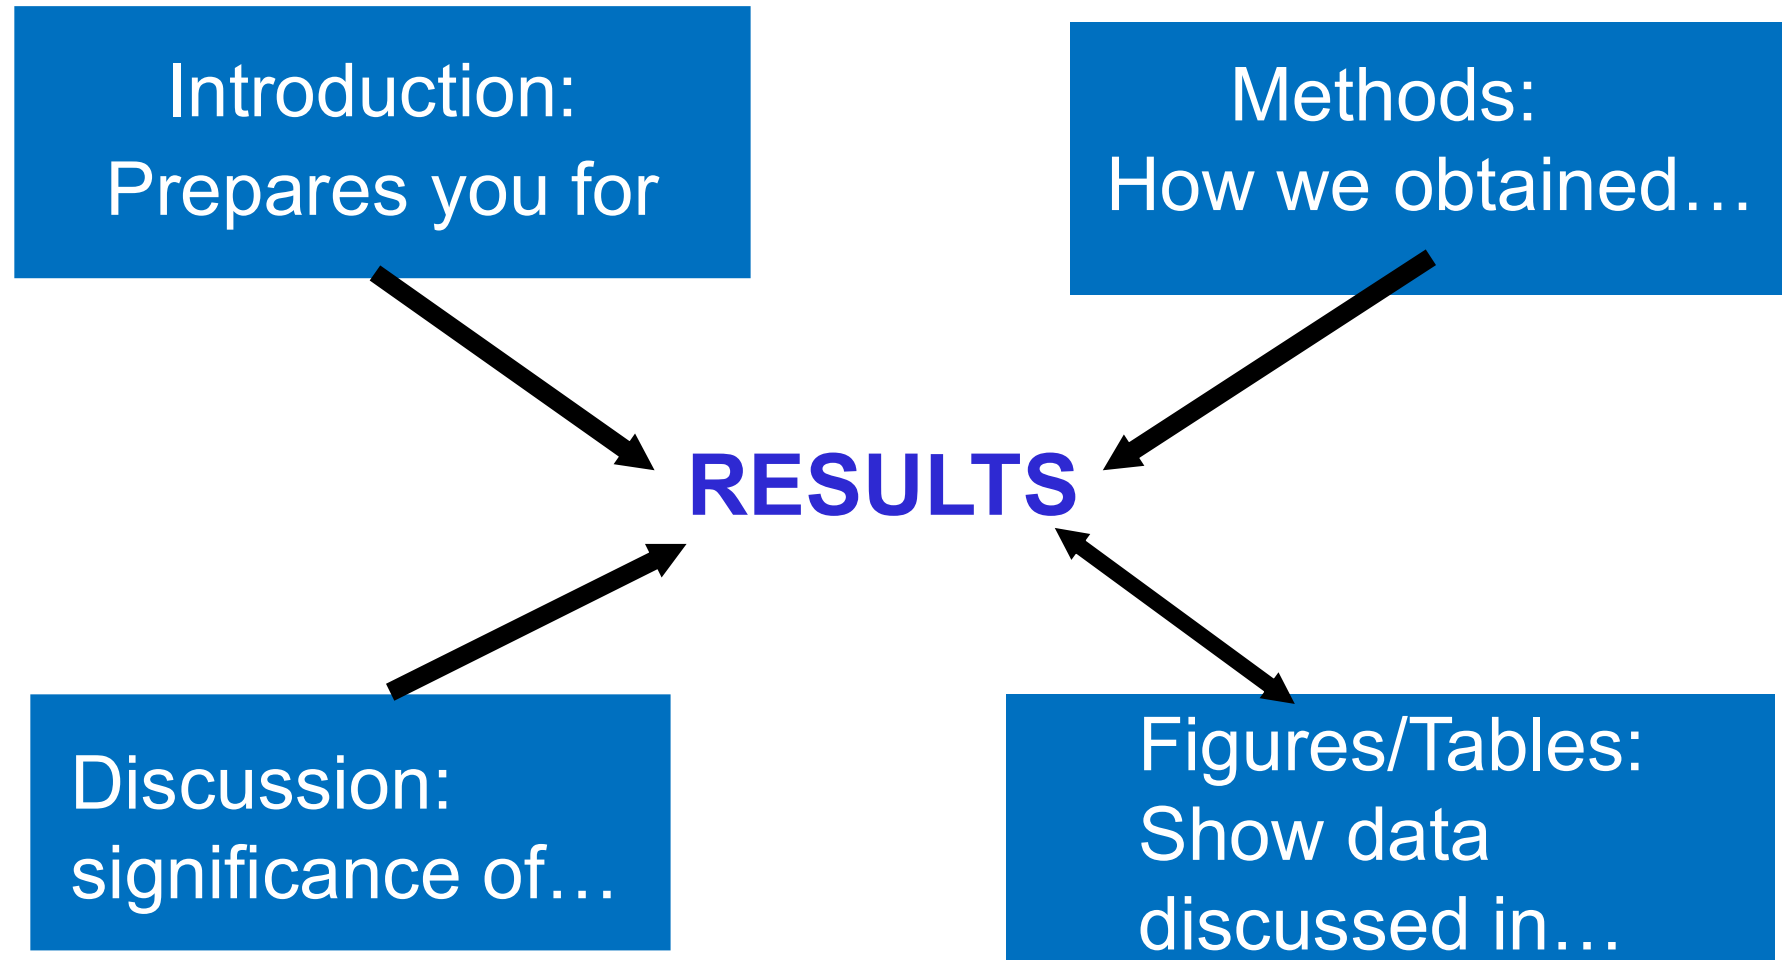 Introduction:
Prepares you for
Methods:
How we obtained…
RESULTS
Discussion:
significance of…
Figures/Tables:
Show data
discussed in…